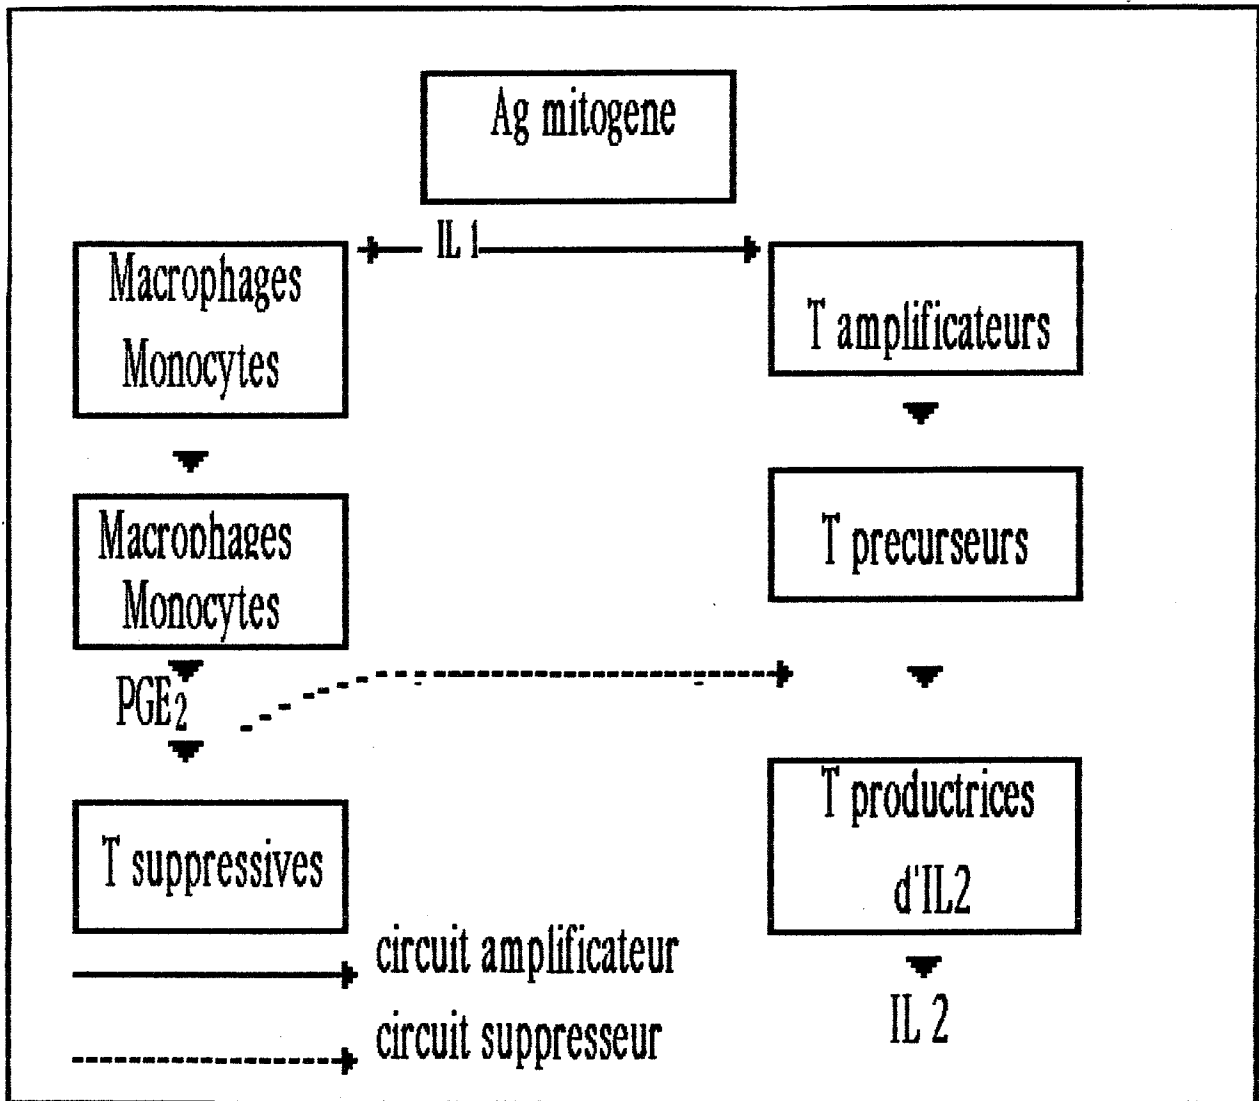 Ag mitogene
IL 1
Macrophages
Monocytes
T amplificateurs
Macrophages
Monocytes
T precurseurs
PGE2
T suppressives
T productrices
d'IL2
IL 2
circuit amplificateur
circuit suppresseur